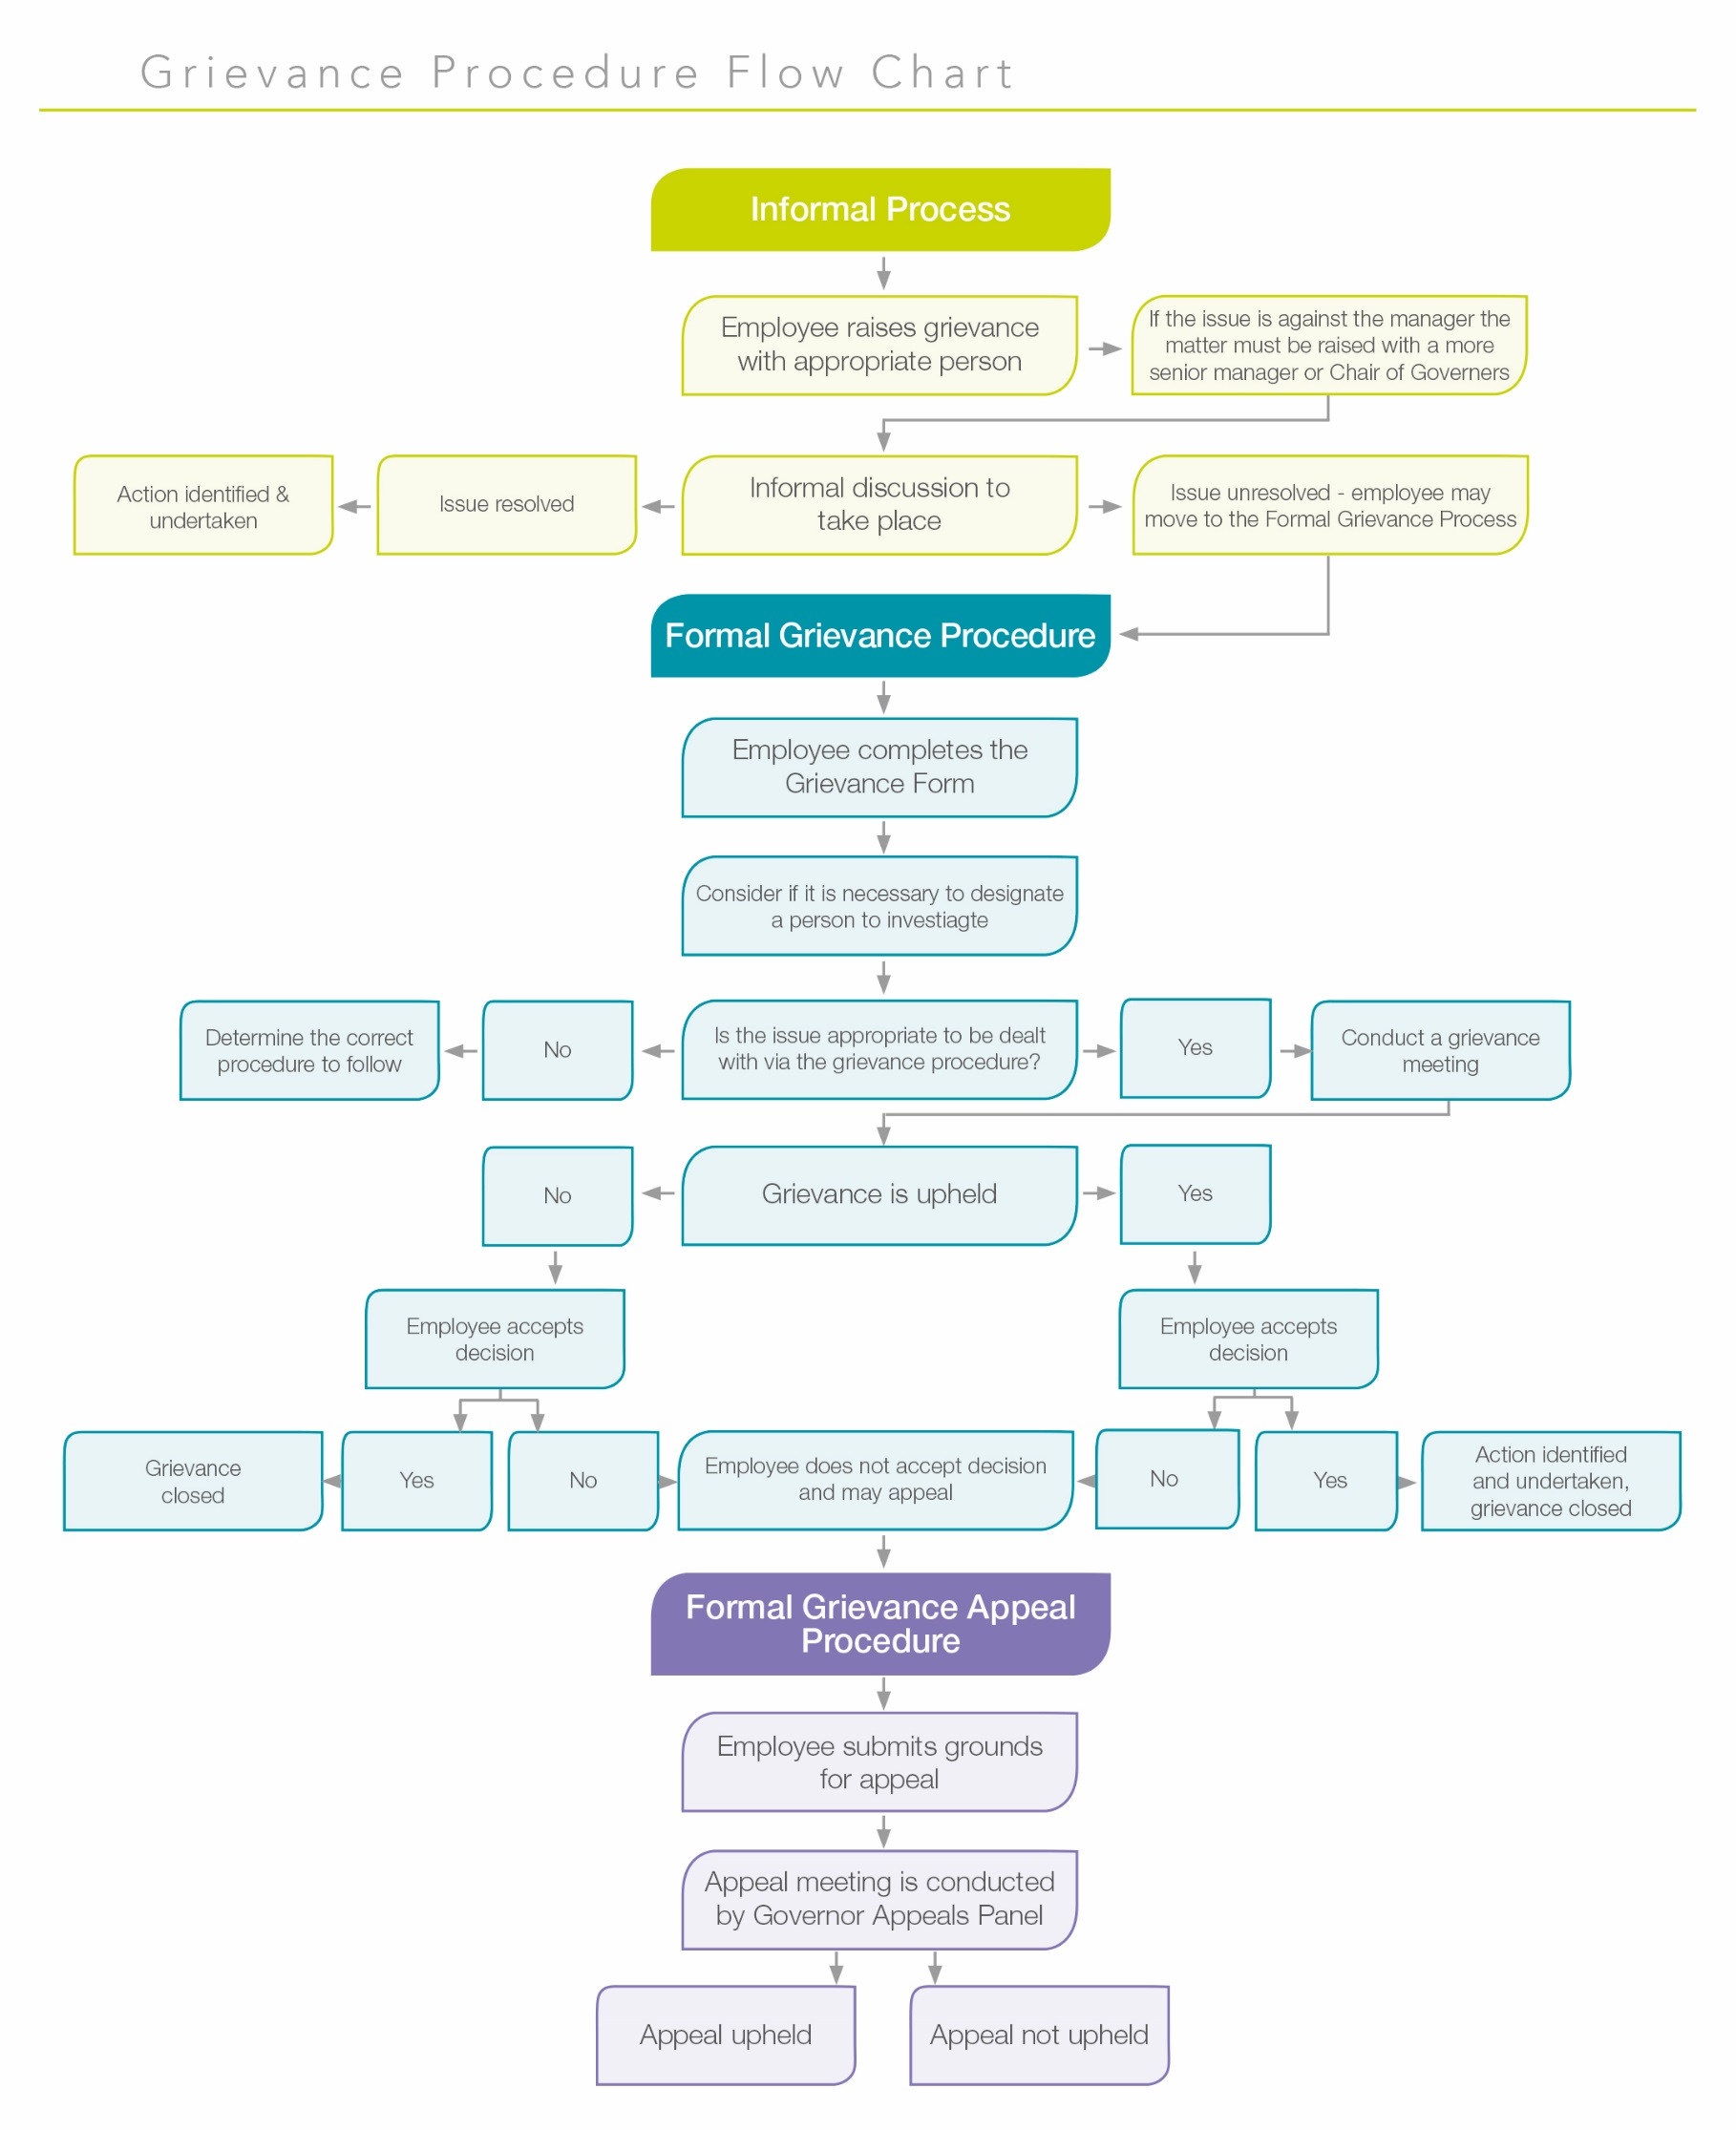 Grievance Procedure Flow Chart
Informal Process
Employee raises grievance
with appropriate person
If the issue is against the manager the
matter must be raised with a more
senior manager or Chair of Governers
Action identified &
undertaken
Issue resolved
Informal discussion to
take place
Issue unresolved - employee may
move to the Formal Grievance Process
Formal Grievance Procedure
Employee completes the
Grievance Form
Consider if it is necessary to designate
a person to investiagte
Determine the correct
procedure to follow
No
Is the issue appropriate to be dealt
with via the grievance procedure?
Yes
Conduct a grievance
meeting
No
Grievance is upheld
Yes
Employee accepts
decision
Employee accepts
decision
Grievance
closed
Yes
No
Employee does not accept decision
and may appeal
No
Yes
Action identified
and undertaken,
grievance closed
Formal Grievance Appeal
Procedure
Employee submits grounds
for appeal
Appeal meeting is conducted
by Governor Appeals Panel
Appeal upheld
Appeal not upheld